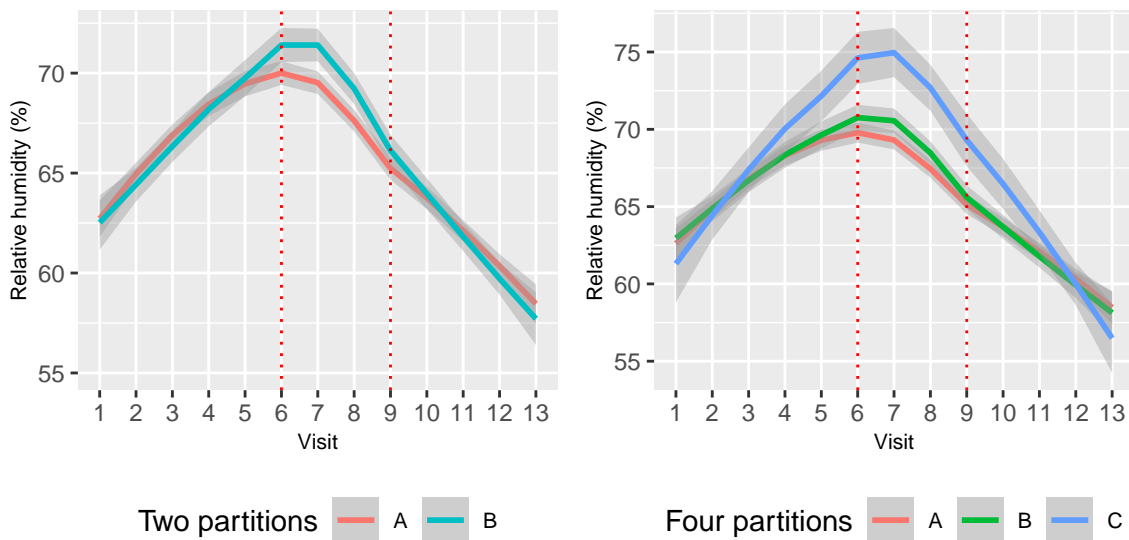 Relative humidity (%)
70
65
60
55
1 2 3 4 5 6 7 8 9 10 11 12 13
Visit
Two partitions A B
Relative humidity (%)
75
70
65
60
55
1 2 3 4 5 6 7 8 9 10 11 12 13
Visit
Four partitions A B C